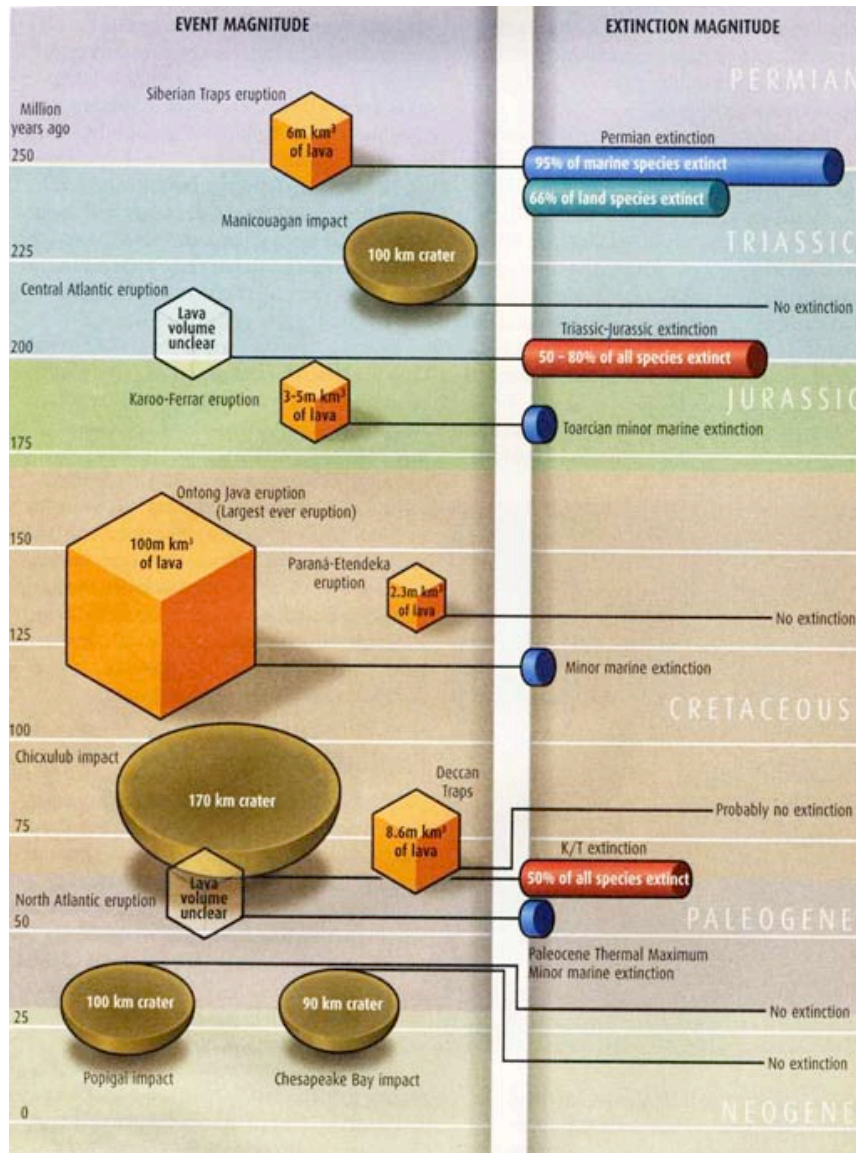 EVENT MAGNITUDE
EXTINCTION MAGNITUDE
PERMIAN
Siberian Traps eruption
Million
years ago
6m km³
of lava
Permian extinction
250
95% of marine species extinct
66% of land species extinct
Manicouagan impact
TRIASSIC
225
100 km crater
Central Atlantic eruption
No extinction
Lava
volume
unclear
Triassic-Jurassic extinction
200
50 – 80% of all species extinct
JURASSIC
Karoo-Ferrar eruption
3-5m km³
of lava
Toarcian minor marine extinction
175
Ontong Java eruption
(Largest ever eruption)
150
100m km³
of lava
Paraná-Etendeka
eruption
2.3m km³
of lava
No extinction
125
Minor marine extinction
CRETACEOUS
100
Chicxulub impact
170 km crater
Deccan
Traps
Probably no extinction
75
8.6m km³
of lava
K/T extinction
50% of all species extinct
North Atlantic eruption
Lava
volume
unclear
PALEOGENE
50
Paleocene Thermal Maximum
Minor marine extinction
100 km crater
90 km crater
No extinction
25
No extinction
Popigal impact
Chesapeake Bay impact
0
NEOGENE